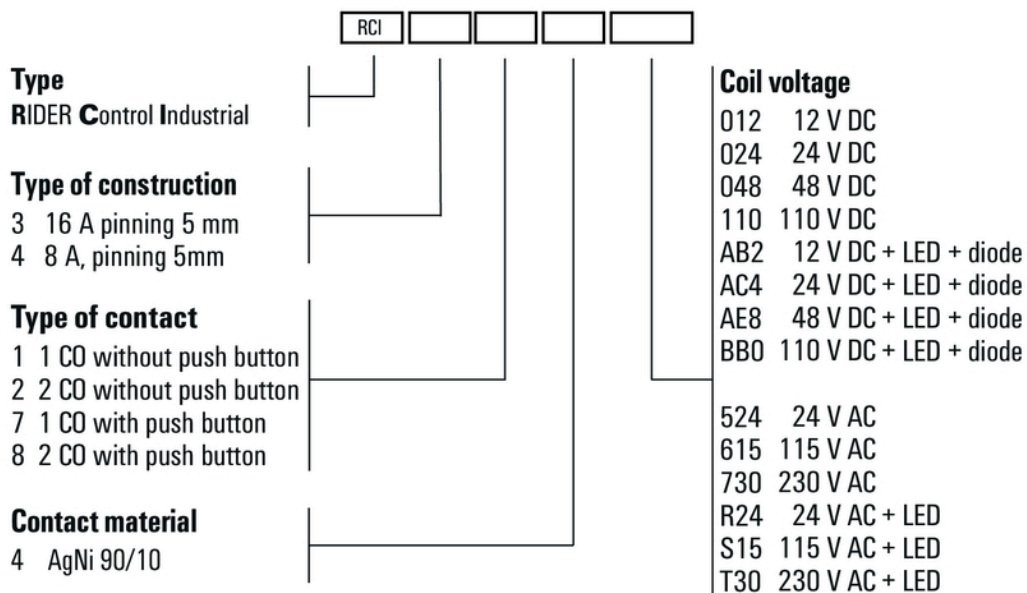 RCI
Type
RIDER Control Industrial
Type of construction
3 16 A pinning 5 mm
4 8 A, pinning 5mm
Type of contact
1 1 CO without push button
2 2 CO without push button
7 1 CO with push button
8 2 CO with push button
Contact material
4 AgNi 90/10
Coil voltage
012 12 V DC
024 24 V DC
048 48 V DC
110 110 V DC
AB2 12 V DC + LED + diode
AC4 24 V DC + LED + diode
AE8 48 V DC + LED + diode
BB0 110 V DC + LED + diode
524 24 V AC
615 115 V AC
730 230 V AC
R24 24 V AC + LED
S15 115 V AC + LED
T30 230 V AC + LED